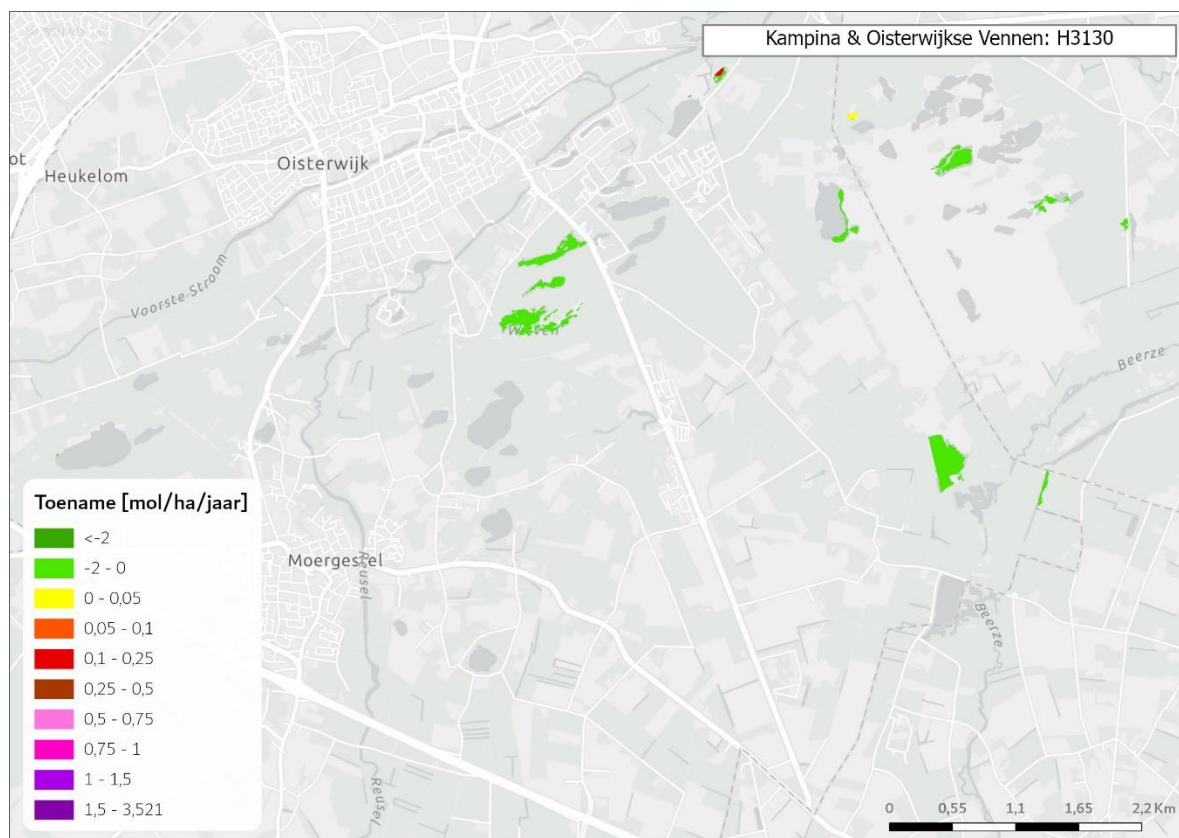 Kampina & Oisterwijkse Vennen: H3130
Oisterwijk
ot
Heukelom
Voorste Stroom
Beerze
Toename [mol/ha/jaar]
<-2
-2 - 0
0 - 0,05
0,05 - 0,1
0,1 - 0,25
0,25 - 0,5
0,5 - 0,75
0,75 - 1
1 - 1,5
1,5 - 3,521
Moergestel
Reusel
Beerze
Reusel
0 0,55 1,1 1,65 2,2 Km